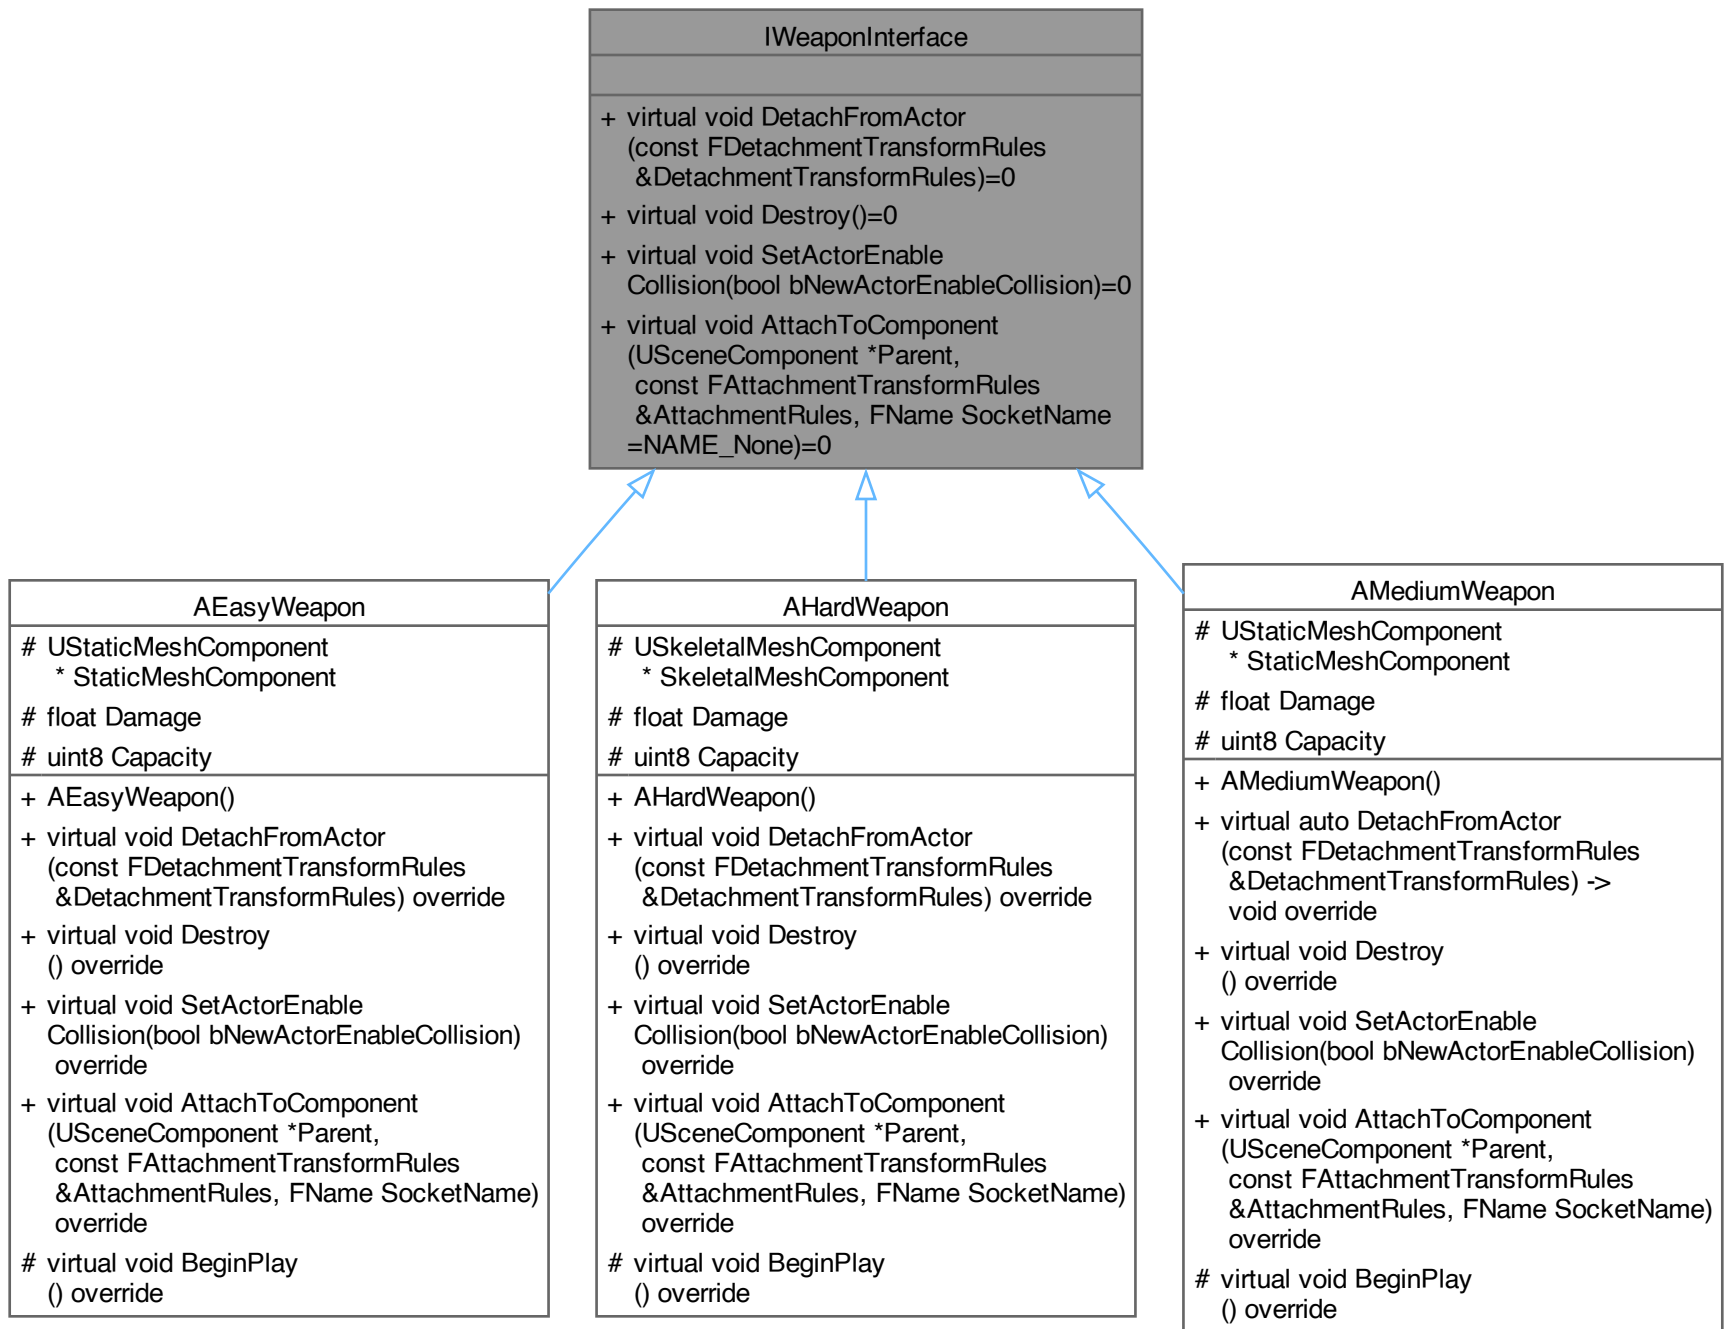 IWeaponInterface
+ virtual void DetachFromActor
(const FDetachmentTransformRules
&DetachmentTransformRules)=0
+ virtual void Destroy()=0
+ virtual void SetActorEnable
Collision(bool bNewActorEnableCollision)=0
+ virtual void AttachToComponent
(USceneComponent *Parent,
const FAttachmentTransformRules
&AttachmentRules, FName SocketName
=NAME_None)=0
AEasyWeapon
# UStaticMeshComponent
* StaticMeshComponent
# float Damage
# uint8 Capacity
+ AEasyWeapon()
+ virtual void DetachFromActor
(const FDetachmentTransformRules
&DetachmentTransformRules) override
+ virtual void Destroy
() override
+ virtual void SetActorEnable
Collision(bool bNewActorEnableCollision)
override
+ virtual void AttachToComponent
(USceneComponent *Parent,
const FAttachmentTransformRules
&AttachmentRules, FName SocketName)
override
# virtual void BeginPlay
() override
AHardWeapon
# USkeletalMeshComponent
* SkeletalMeshComponent
# float Damage
# uint8 Capacity
+ AHardWeapon()
+ virtual void DetachFromActor
(const FDetachmentTransformRules
&DetachmentTransformRules) override
+ virtual void Destroy
() override
+ virtual void SetActorEnable
Collision(bool bNewActorEnableCollision)
override
+ virtual void AttachToComponent
(USceneComponent *Parent,
const FAttachmentTransformRules
&AttachmentRules, FName SocketName)
override
# virtual void BeginPlay
() override
AMediumWeapon
# UStaticMeshComponent
* StaticMeshComponent
# float Damage
# uint8 Capacity
+ AMediumWeapon()
+ virtual auto DetachFromActor
(const FDetachmentTransformRules
&DetachmentTransformRules) ->
void override
+ virtual void Destroy
() override
+ virtual void SetActorEnable
Collision(bool bNewActorEnableCollision)
override
+ virtual void AttachToComponent
(USceneComponent *Parent,
const FAttachmentTransformRules
&AttachmentRules, FName SocketName)
override
# virtual void BeginPlay
() override